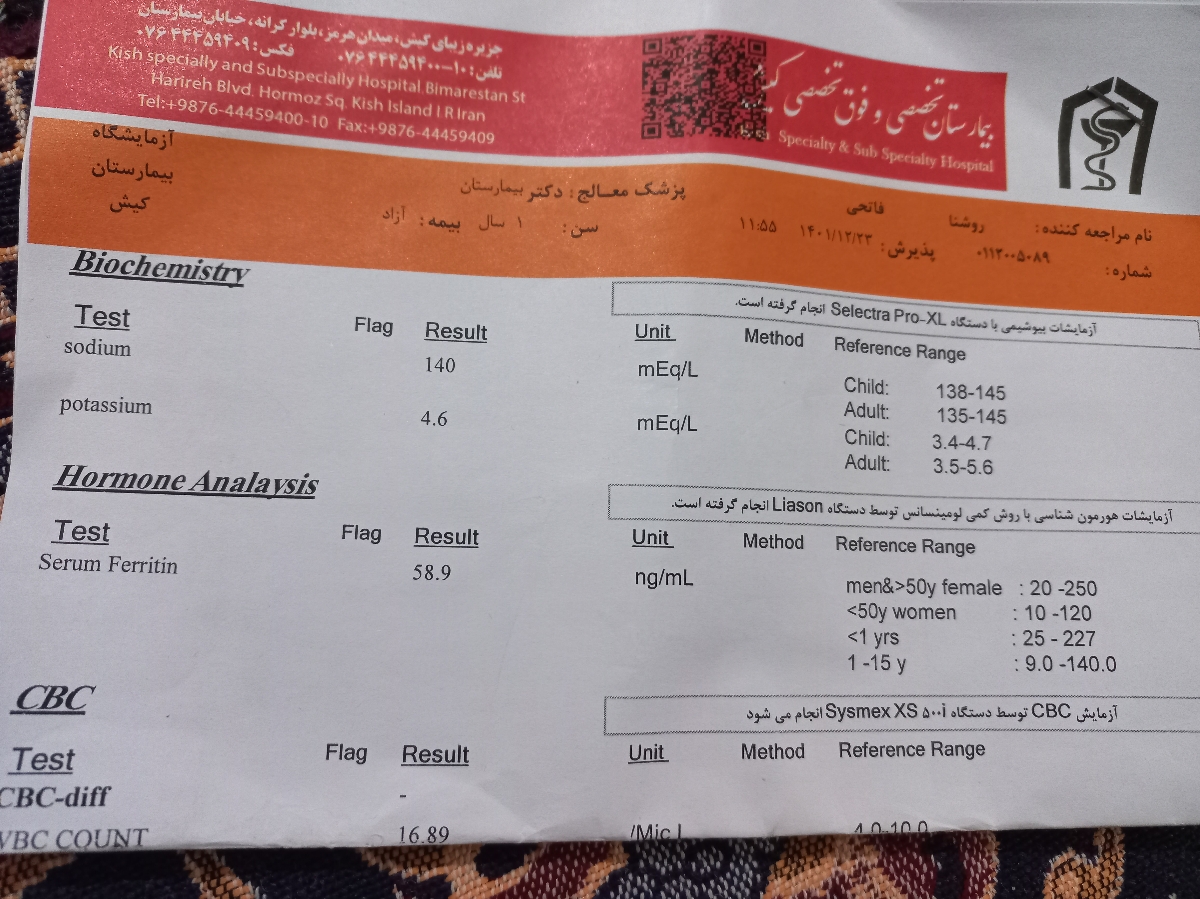 جزیره زیبای کیش، میدان هرمز، بلوار کرانه، خیابان بیمارستان
تلفن: ۱۰-۰۷۶۴۴۴۵۹۴۰۰ فکس: ۰۷۶۴۴۴۵۹۴۰۹
Kish specially and Subspecially Hospital Bimarestan St
Harireh Blvd. Hormoz Sq. Kish Island I R Iran
Tel:+9876-44459400-10 Fax:+9876-44459409
بیمارستان تخصصی و فوق تخصصی کیش
Specialty & Sub Specialty Hospital
آزمایشگاه
بیمارستان
کیش
نام مراجعه کننده: روشنا فاتحی
پزشک معالج: دکتر بیمارستان
شماره: ۰۱۱۲۰۰۵۰۸۹ پذیرش: ۱۴۰۱/۱۲/۲۳ ۱۱:۵۵
سن: ۱ سال بیمه: آزاد
Biochemistry
آزمایشات بیوشیمی با دستگاه Selectra Pro-XL انجام گرفته است.
Test Flag Result Unit Method Reference Range
sodium 140 mEq/L Child: 138-145
Adult: 135-145
potassium 4.6 mEq/L Child: 3.4-4.7
Adult: 3.5-5.6
Hormone Analaysis
آزمایشات هورمون شناسی با روش کمی لومینسانس توسط دستگاه Liason انجام گرفته است.
Test Flag Result Unit Method Reference Range
Serum Ferritin 58.9 ng/mL men&>50y female : 20 -250
<50y women : 10 -120
<1 yrs : 25 - 227
1 -15 y : 9.0 -140.0
CBC
آزمایش CBC توسط دستگاه Sysmex XS ۵۰۰i انجام می شود
Test Flag Result Unit Method Reference Range
CBC-diff -
WBC COUNT 16.89 /Mic L 4.0-10.0